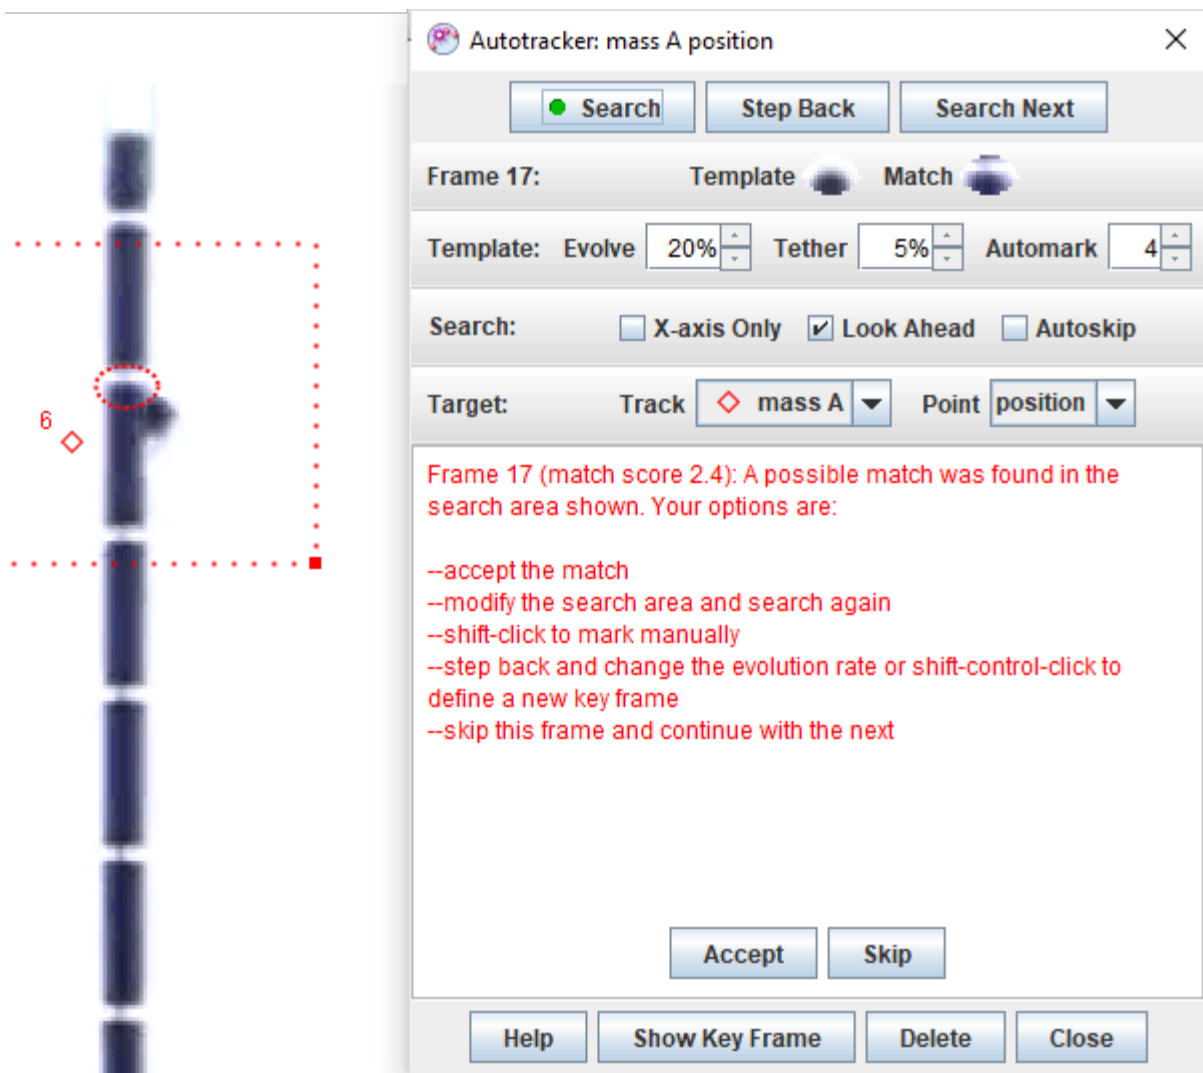 Autotracker: mass A position
Search Step Back Search Next
Frame 17: Template Match
Template: Evolve 20% Tether 5% Automark 4
Search: X-axis Only Look Ahead Autoskip
Target: Track mass A Point position
6
Frame 17 (match score 2.4): A possible match was found in the
search area shown. Your options are:
--accept the match
--modify the search area and search again
--shift-click to mark manually
--step back and change the evolution rate or shift-control-click to
define a new key frame
--skip this frame and continue with the next
Accept Skip
Help Show Key Frame Delete Close